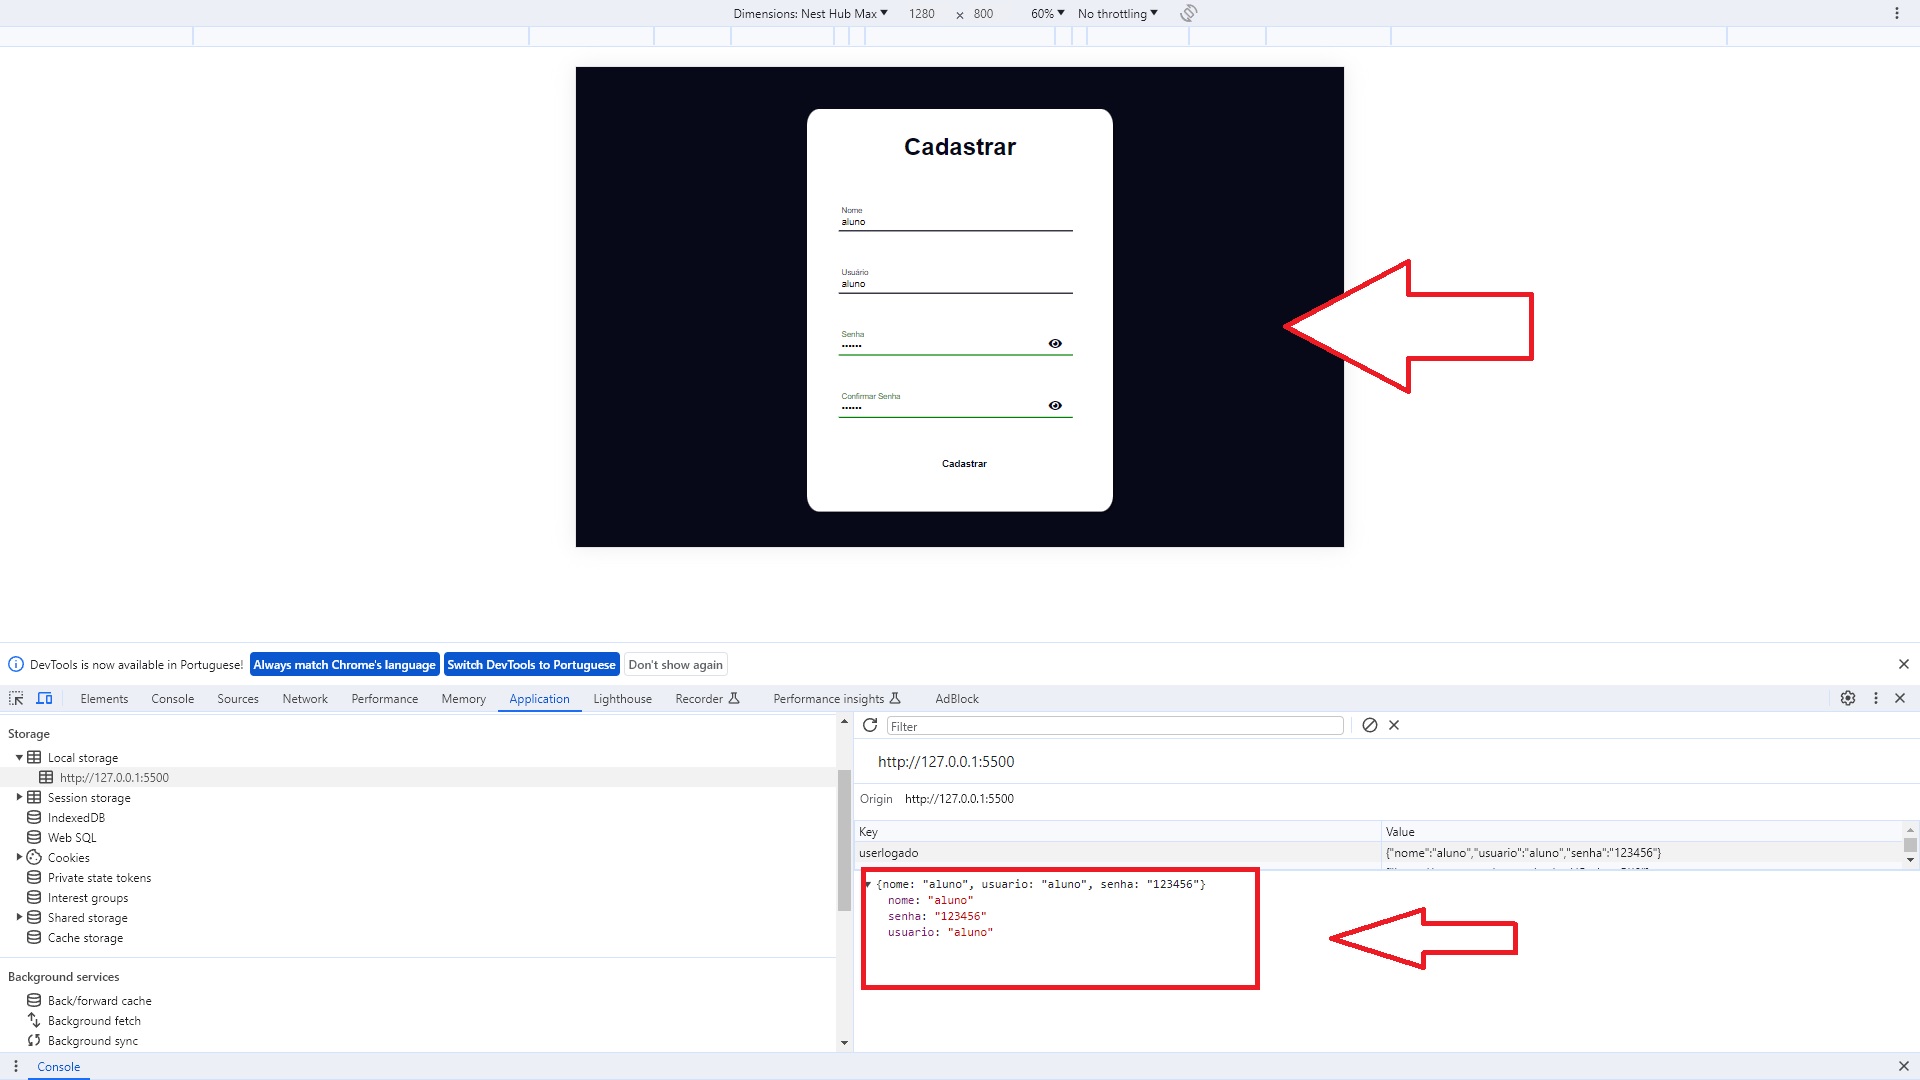 Dimensions: Nest Hub Max 1280 × 800 60% No throttling
Cadastrar
Nome
aluno
Usuário
aluno
Senha
••••••
Confirmar Senha
••••••
Cadastrar
DevTools is now available in Portuguese! Always match Chrome's language Switch DevTools to Portuguese Don't show again
Elements Console Sources Network Performance Memory Application Lighthouse Recorder Performance insights AdBlock
Storage
Local storage
http://127.0.0.1:5500
Session storage
IndexedDB
Web SQL
Cookies
Private state tokens
Interest groups
Shared storage
Cache storage
Background services
Back/forward cache
Background fetch
Background sync
Filter
http://127.0.0.1:5500
Origin http://127.0.0.1:5500
Key Value
userlogado {"nome":"aluno","usuario":"aluno","senha":"123456"}
{nome: "aluno", usuario: "aluno", senha: "123456"}
nome: "aluno"
senha: "123456"
usuario: "aluno"
Console